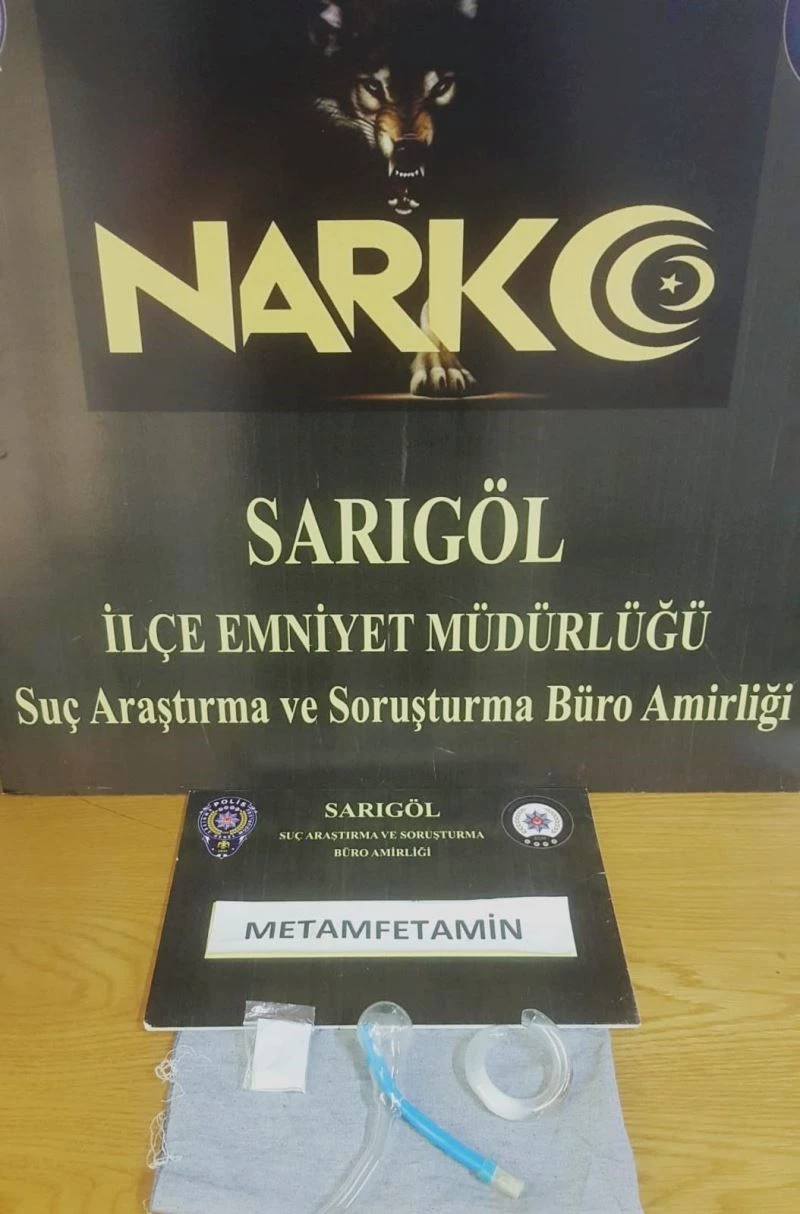 NARKO
SARIGÖL
İLÇE EMNİYET MÜDÜRLÜĞÜ
Suç Araştırma ve Soruşturma Büro Amirliği
POLİS
SARIGÖL
SUÇ ARAŞTIRMA VE SORUŞTURMA
BÜRO AMİRLİĞİ
METAMFETAMİN